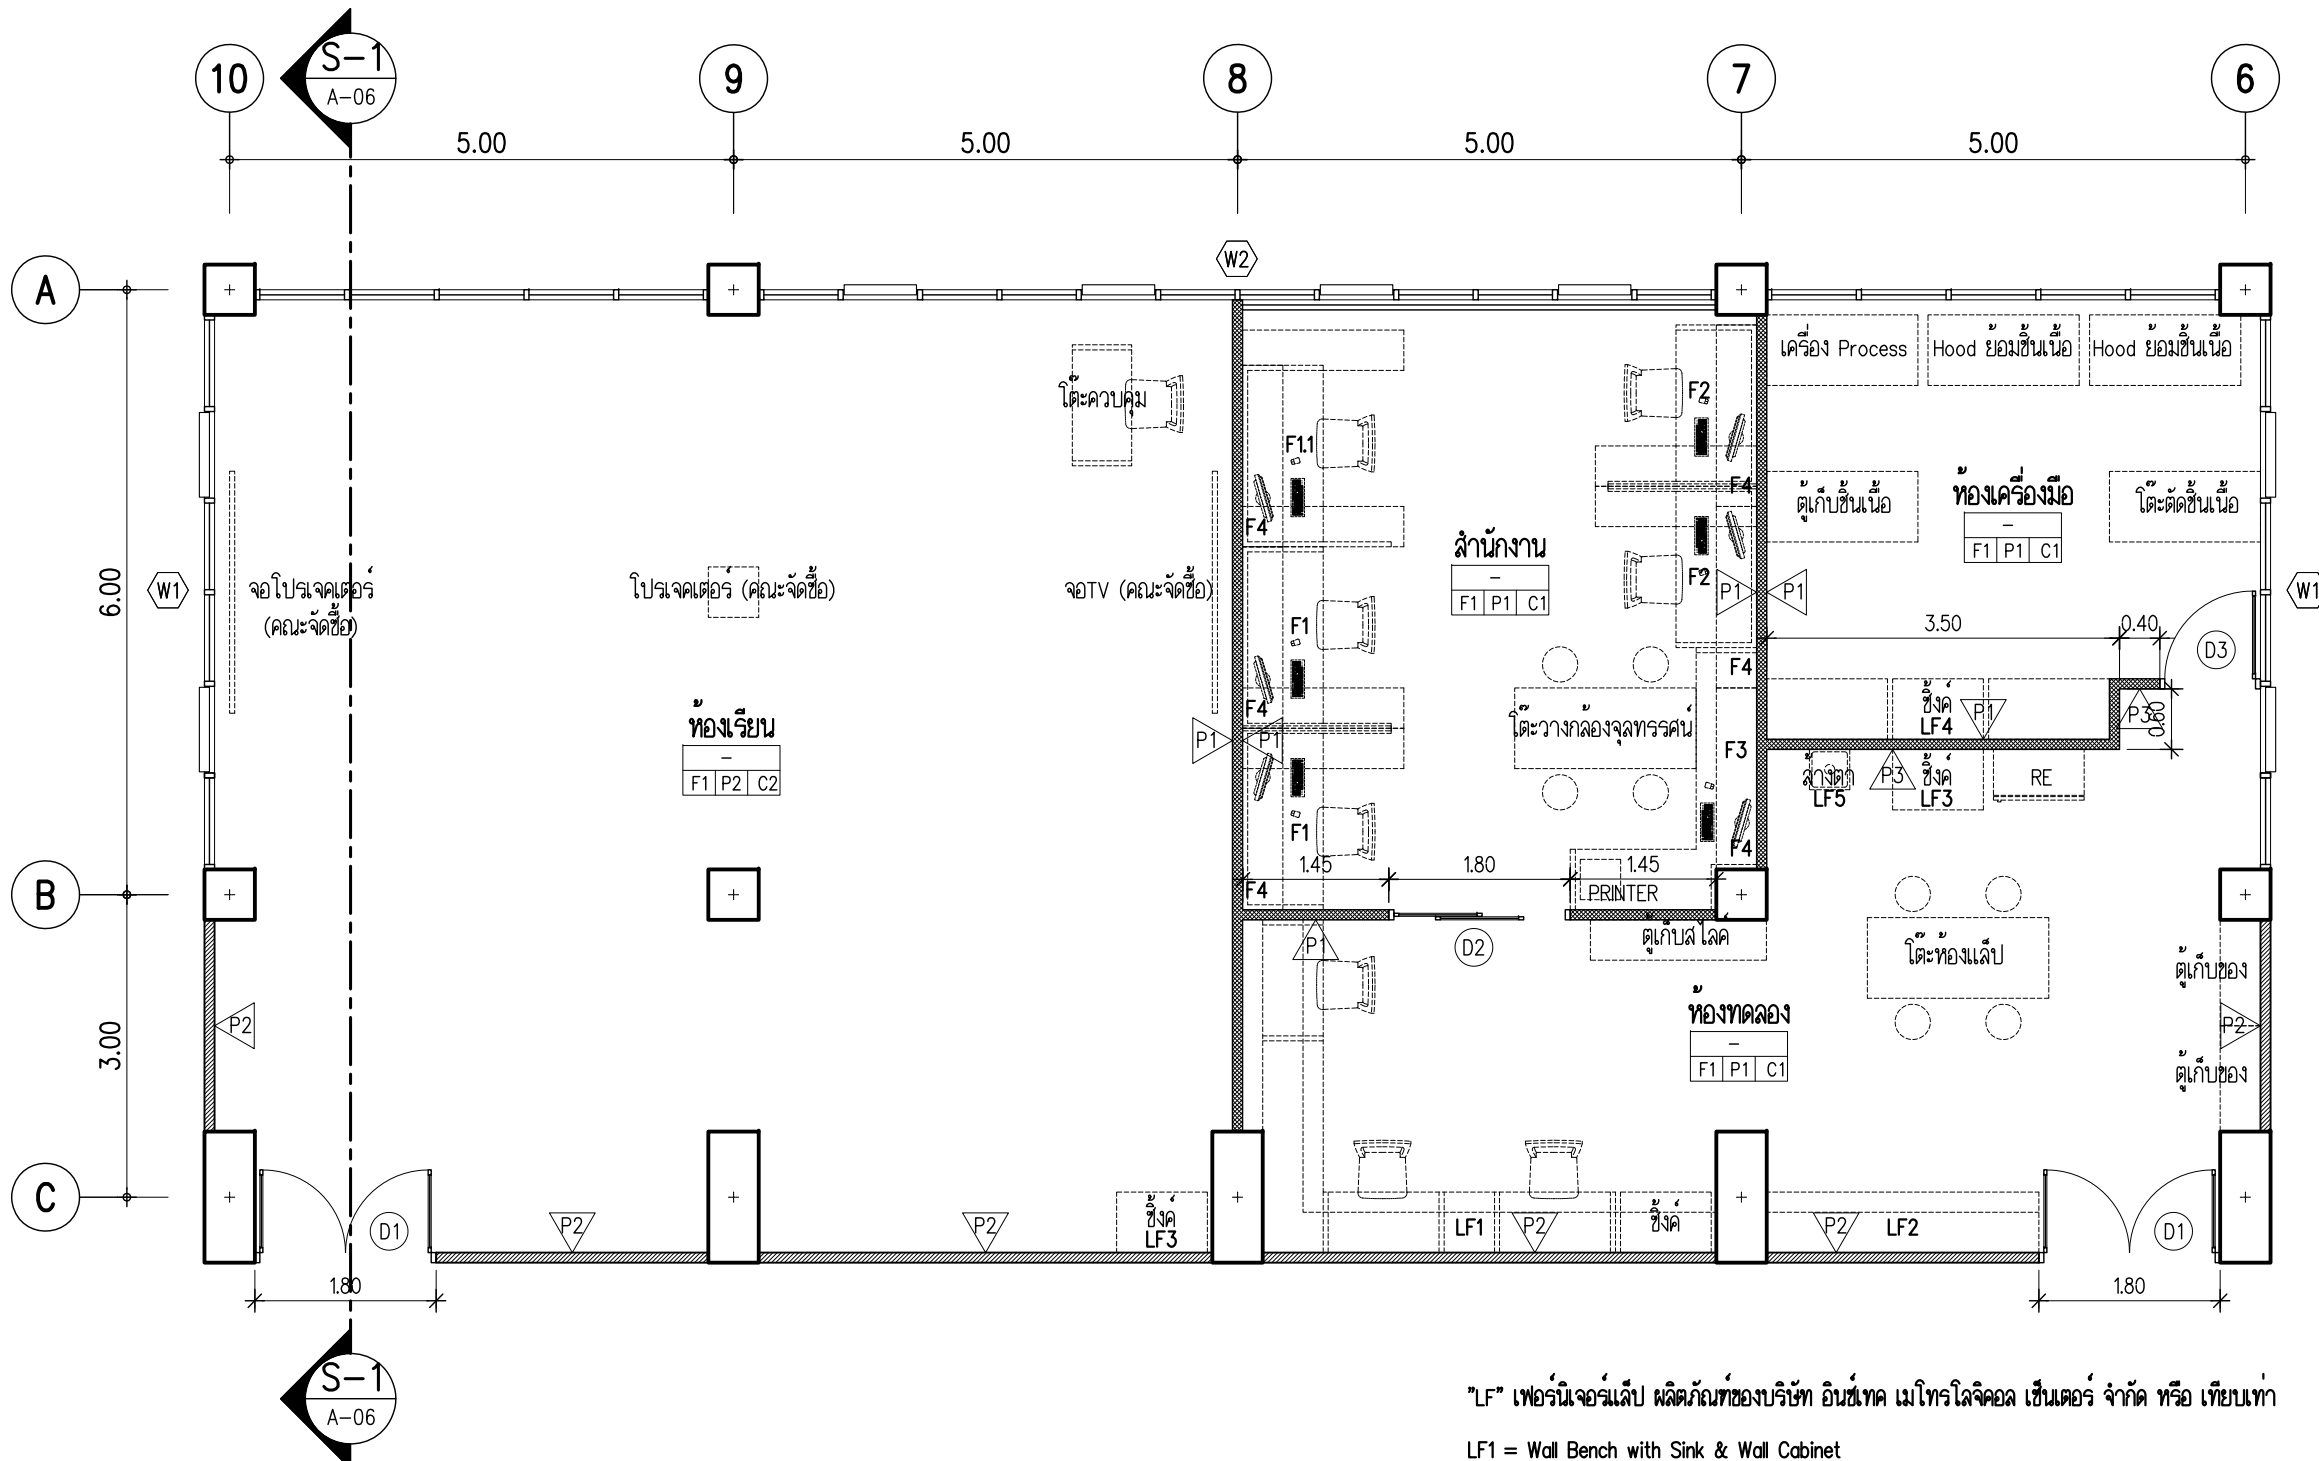 S-1
A-06
10
9
8
7
6
5.00
5.00
5.00
5.00
A
W2
เครื่อง Process
Hood ย้อมชิ้นเนื้อ
Hood ย้อมชิ้นเนื้อ
โต๊ะควบคุม
F2
F1.1
F4
F4
ตู้เก็บชิ้นเนื้อ
ห้องเครื่องมือ
-
F1 P1 C1
โต๊ะตัดชิ้นเนื้อ
สำนักงาน
-
F1 P1 C1
F2
6.00
W1
จอโปรเจคเตอร์
(คณะจัดซื้อ)
โปรเจคเตอร์ (คณะจัดซื้อ)
จอTV (คณะจัดซื้อ)
P1
P1
W1
F1
3.50
0.40
D3
F4
F4
ห้องเรียน
-
F1 P2 C2
P1
P1
โต๊ะวางกล้องจุลทรรศน์
F3
ซิ้งค์
LF4
P1
P3
0.60
ล้างตา
LF5
P3
ซิ้งค์
LF3
RE
F1
F4
1.45
1.80
1.45
B
F4
PRINTER
P1
D2
ตู้เก็บสไลค์
โต๊ะห้องแล็ป
ตู้เก็บของ
3.00
P2
ห้องทดลอง
-
F1 P1 C1
P2
ตู้เก็บของ
C
D1
P2
P2
ซิ้งค์
LF3
LF1
P2
ซิ้งค์
P2
LF2
D1
1.80
1.80
S-1
A-06
"LF" เฟอร์นิเจอร์แล็ป ผลิตภัณฑ์ของบริษัท อินซ์เทค เมโทรโลจิคอล เซ็นเตอร์ จำกัด หรือ เทียบเท่า
LF1 = Wall Bench with Sink & Wall Cabinet